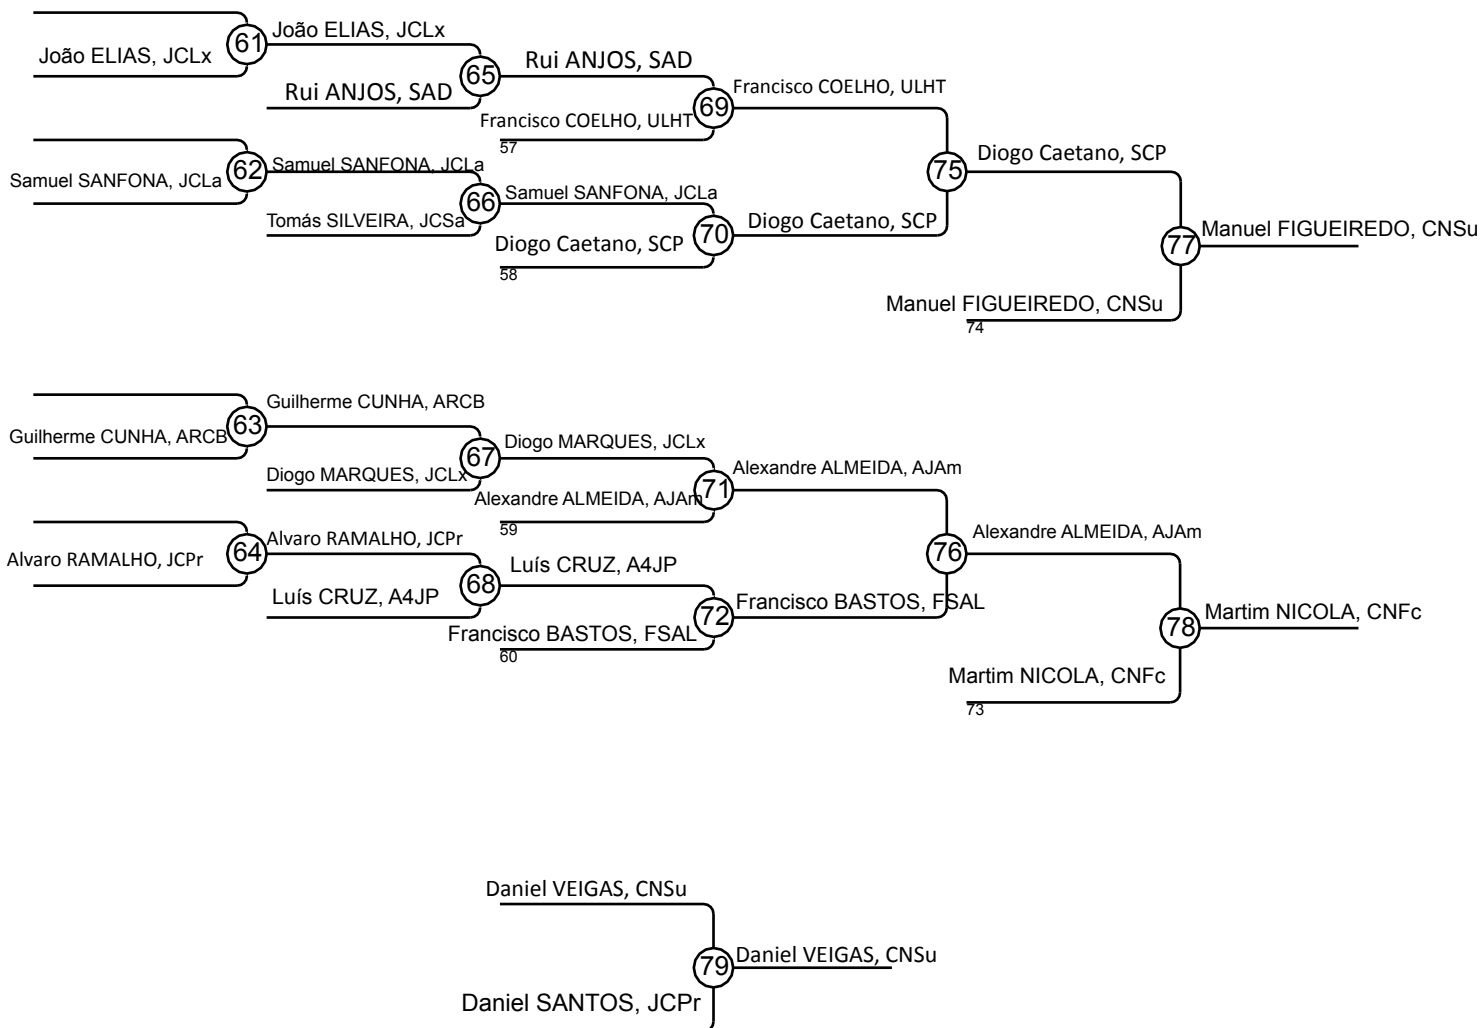 João ELIAS, JCLx
61
João ELIAS, JCLx
Rui ANJOS, SAD
65
Rui ANJOS, SAD
Francisco COELHO, ULHT
57
69
Francisco COELHO, ULHT
Samuel SANFONA, JCLa
62
Samuel SANFONA, JCLa
Tomás SILVEIRA, JCSa
66
Samuel SANFONA, JCLa
Diogo Caetano, SCP
58
70
Diogo Caetano, SCP
75
Diogo Caetano, SCP
Manuel FIGUEIREDO, CNSu
74
77
Manuel FIGUEIREDO, CNSu
Guilherme CUNHA, ARCB
63
Guilherme CUNHA, ARCB
Diogo MARQUES, JCLx
67
Diogo MARQUES, JCLx
Alexandre ALMEIDA, AJAm
59
71
Alexandre ALMEIDA, AJAm
Alvaro RAMALHO, JCPr
64
Alvaro RAMALHO, JCPr
Luís CRUZ, A4JP
68
Luís CRUZ, A4JP
Francisco BASTOS, FSAL
60
72
Francisco BASTOS, FSAL
76
Alexandre ALMEIDA, AJAm
Martim NICOLA, CNFc
73
78
Martim NICOLA, CNFc
Daniel VEIGAS, CNSu
79
Daniel VEIGAS, CNSu
Daniel SANTOS, JCPr